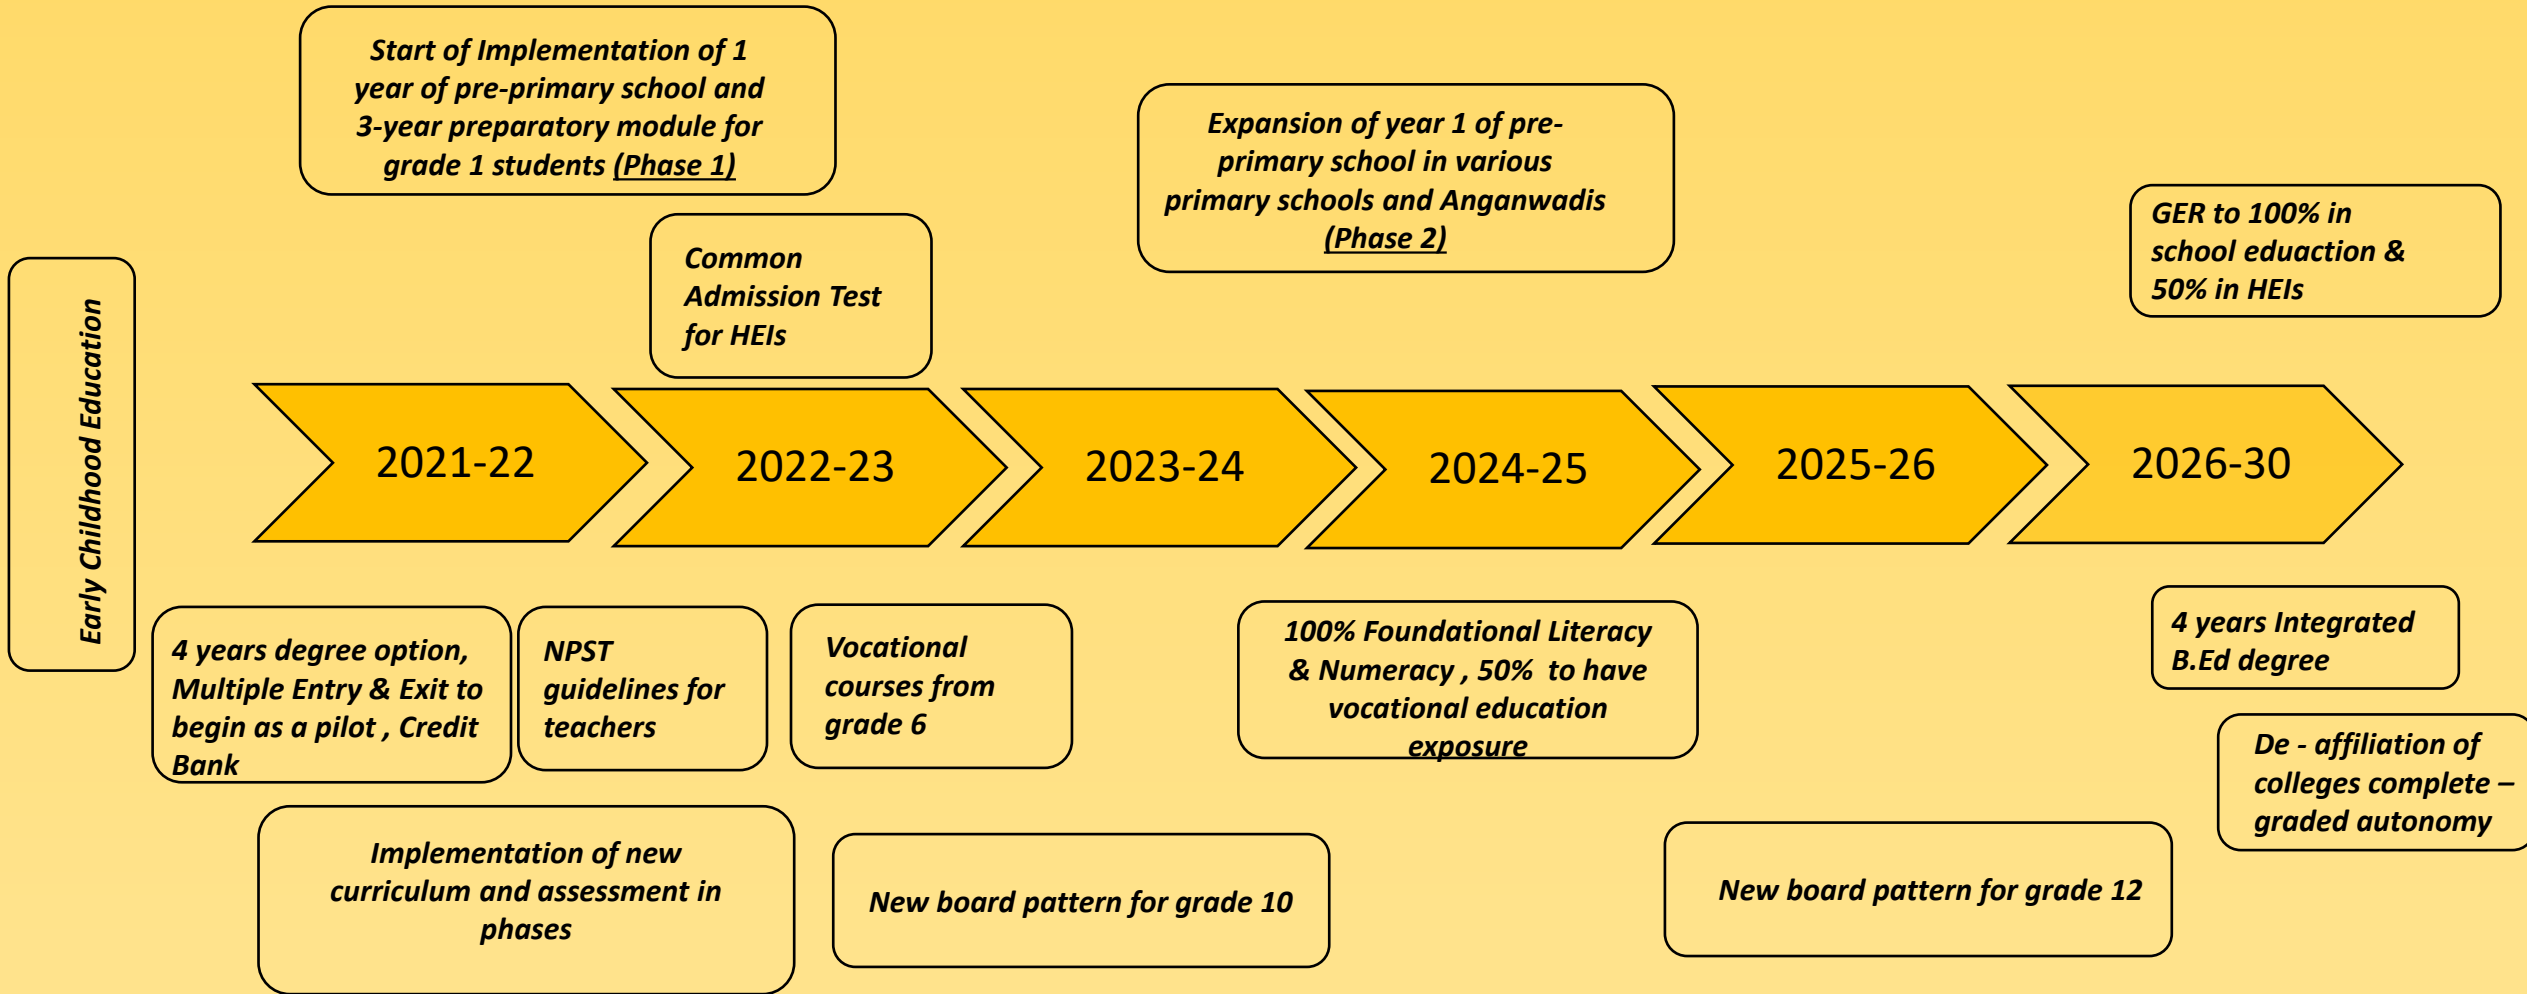 Start of Implementation of 1
year of pre-primary school and
3-year preparatory module for
grade 1 students (Phase 1)
Expansion of year 1 of pre-
primary school in various
primary schools and Anganwadis
(Phase 2)
GER to 100% in
school eduaction &
50% in HEIs
Common
Admission Test
for HEIs
Early Childhood Education
2021-22
2022-23
2023-24
2024-25
2025-26
2026-30
4 years degree option,
Multiple Entry & Exit to
begin as a pilot , Credit
Bank
NPST
guidelines for
teachers
Vocational
courses from
grade 6
100% Foundational Literacy
& Numeracy , 50% to have
vocational education
exposure
4 years Integrated
B.Ed degree
De - affiliation of
colleges complete –
graded autonomy
Implementation of new
curriculum and assessment in
phases
New board pattern for grade 10
New board pattern for grade 12